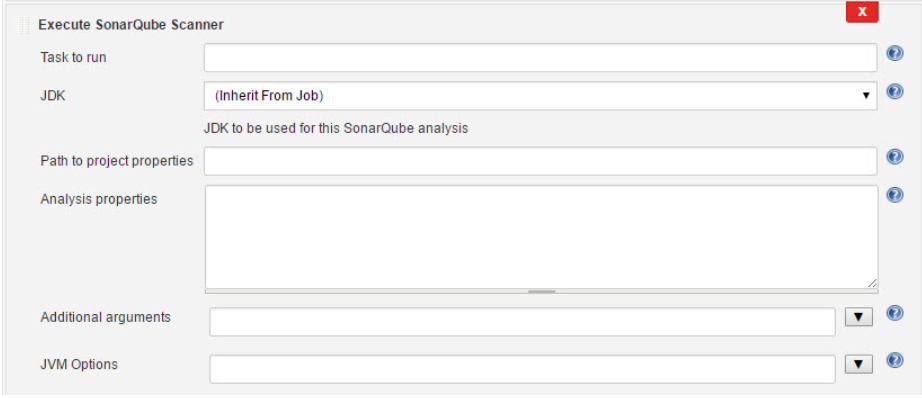 Execute SonarQube Scanner
X
Task to run
JDK
(Inherit From Job)
JDK to be used for this SonarQube analysis
Path to project properties
Analysis properties
Additional arguments
JVM Options